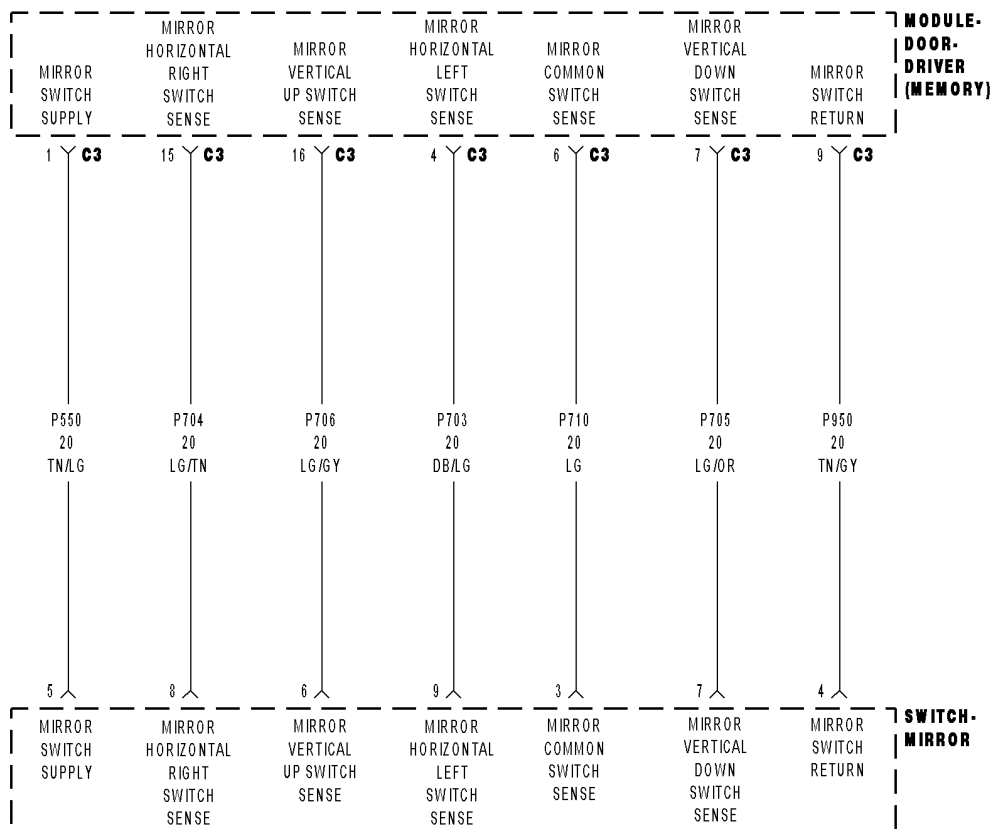 MIRROR
SWITCH
SUPPLY
MIRROR
HORIZONTAL
RIGHT
SWITCH
SENSE
MIRROR
VERTICAL
UP SWITCH
SENSE
MIRROR
HORIZONTAL
LEFT
SWITCH
SENSE
MIRROR
COMMON
SWITCH
SENSE
MIRROR
VERTICAL
DOWN
SWITCH
SENSE
MIRROR
SWITCH
RETURN
MODULE-
DOOR-
DRIVER
(MEMORY)
1 C3
15 C3
16 C3
4 C3
6 C3
7 C3
9 C3
P550
20
TN/LG
P704
20
LG/TN
P706
20
LG/GY
P703
20
DB/LG
P710
20
LG
P705
20
LG/OR
P950
20
TN/GY
5
8
6
9
3
7
4
MIRROR
SWITCH
SUPPLY
MIRROR
HORIZONTAL
RIGHT
SWITCH
SENSE
MIRROR
VERTICAL
UP SWITCH
SENSE
MIRROR
HORIZONTAL
LEFT
SWITCH
SENSE
MIRROR
COMMON
SWITCH
SENSE
MIRROR
VERTICAL
DOWN
SWITCH
SENSE
MIRROR
SWITCH
RETURN
SWITCH-
MIRROR